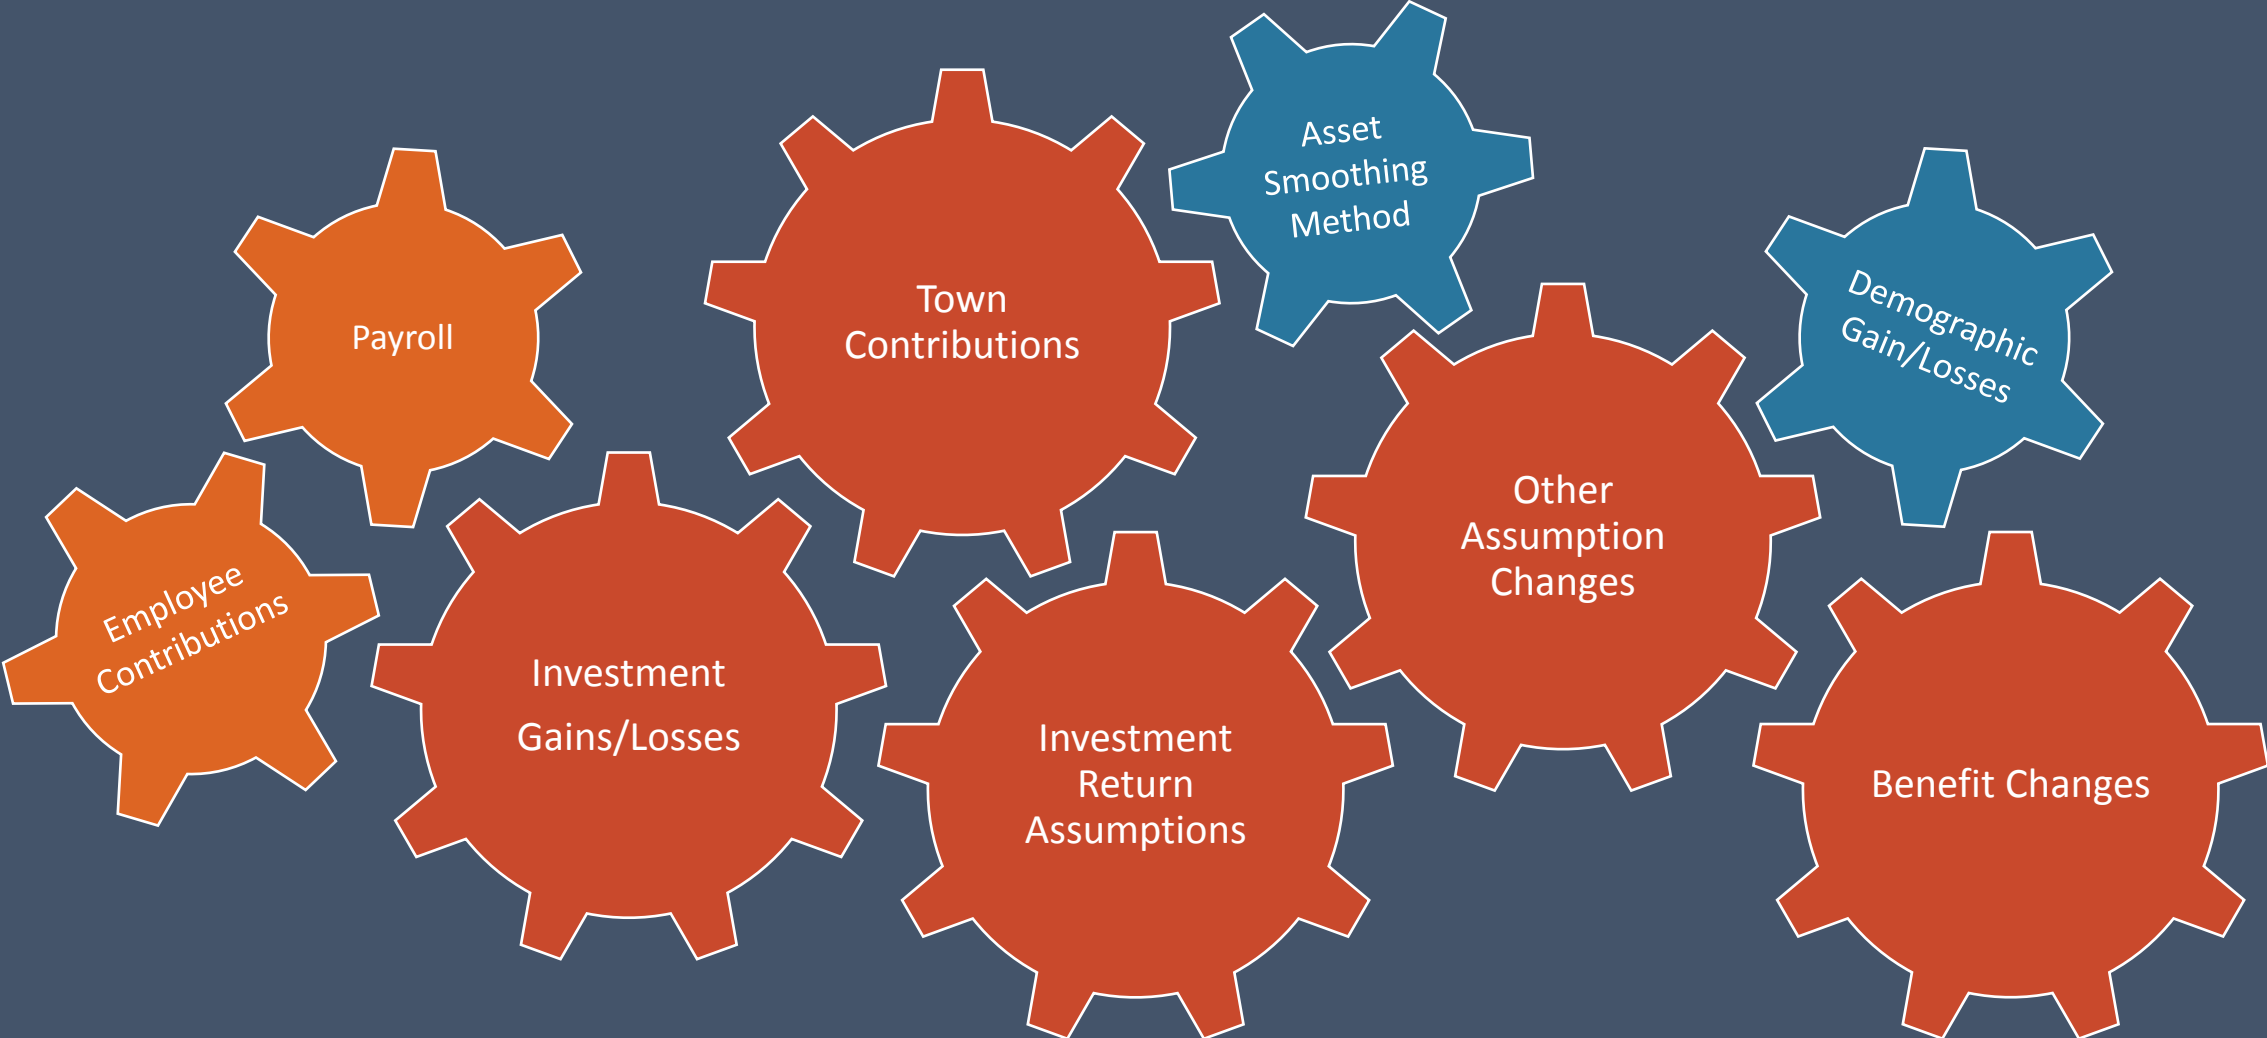 Payroll
Employee
Contributions
Investment
Gains/Losses
Town
Contributions
Asset
Smoothing
Method
Investment
Return
Assumptions
Other
Assumption
Changes
Demographic
Gain/Losses
Benefit Changes